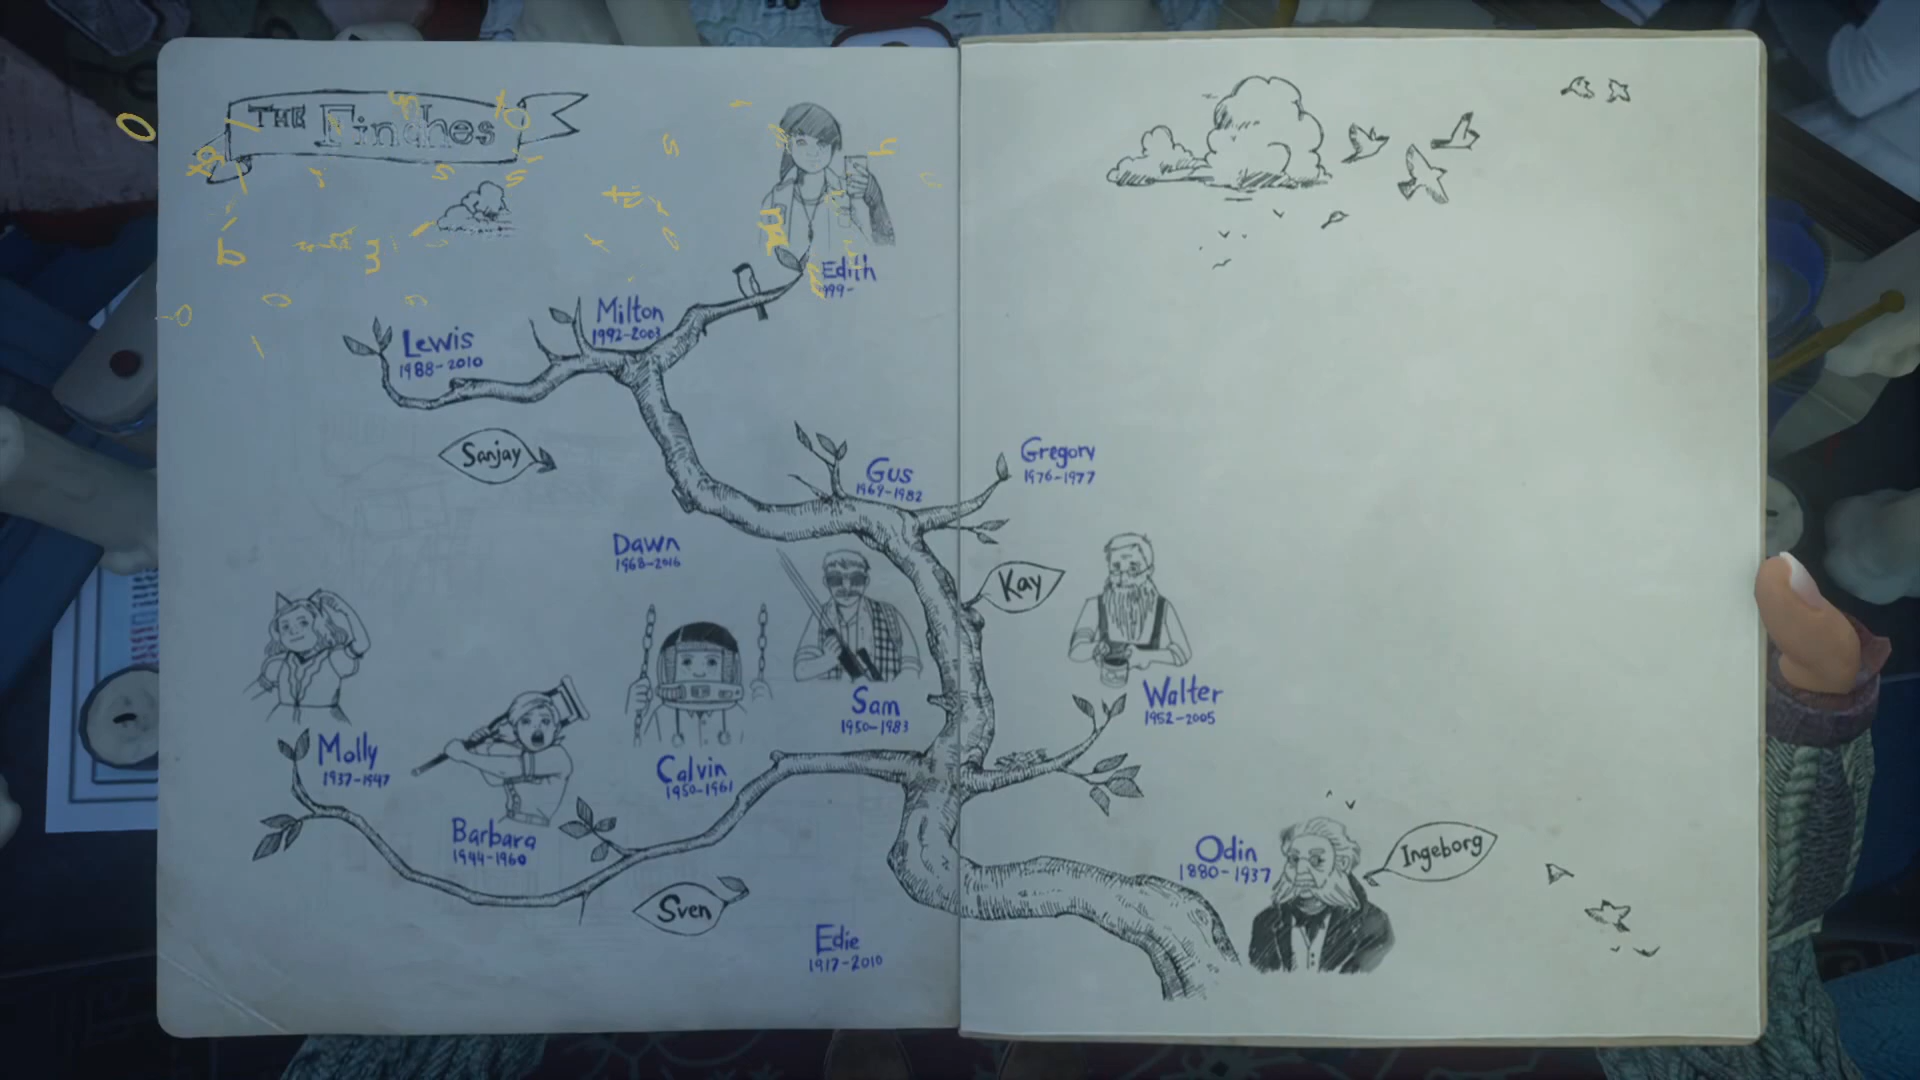 THE Finches
Edith
1999-
Milton
1992-2003
Lewis
1988-2010
Sanjay
Gus
1969-1982
Gregory
1976-1977
Dawn
1968-2016
Kay
Sam
1950-1983
Walter
1952-2005
Molly
1937-1947
Calvin
1950-1961
Barbara
1944-1960
Odin
1880-1937
Ingeborg
Sven
Edie
1917-2010